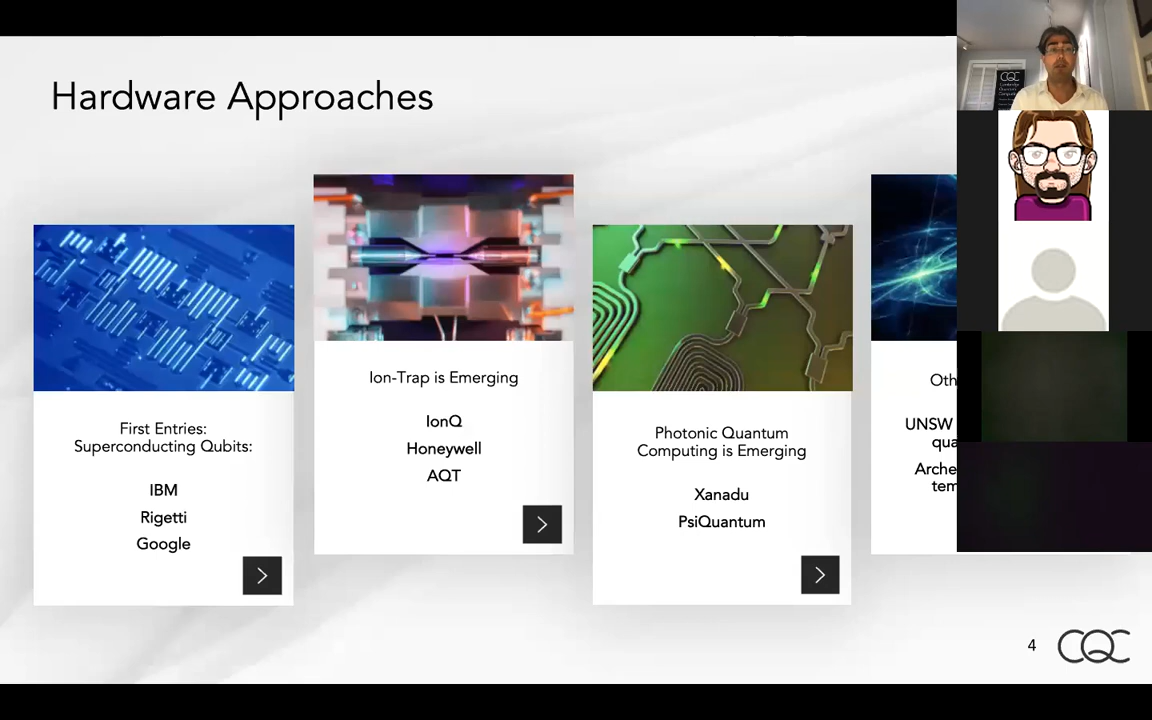 Hardware Approaches
First Entries:
Superconducting Qubits:
IBM
Rigetti
Google
Ion-Trap is Emerging
IonQ
Honeywell
AQT
Photonic Quantum
Computing is Emerging
Xanadu
PsiQuantum
Oth
UNSW
qua
Arche
tem
4
CQC
CQC